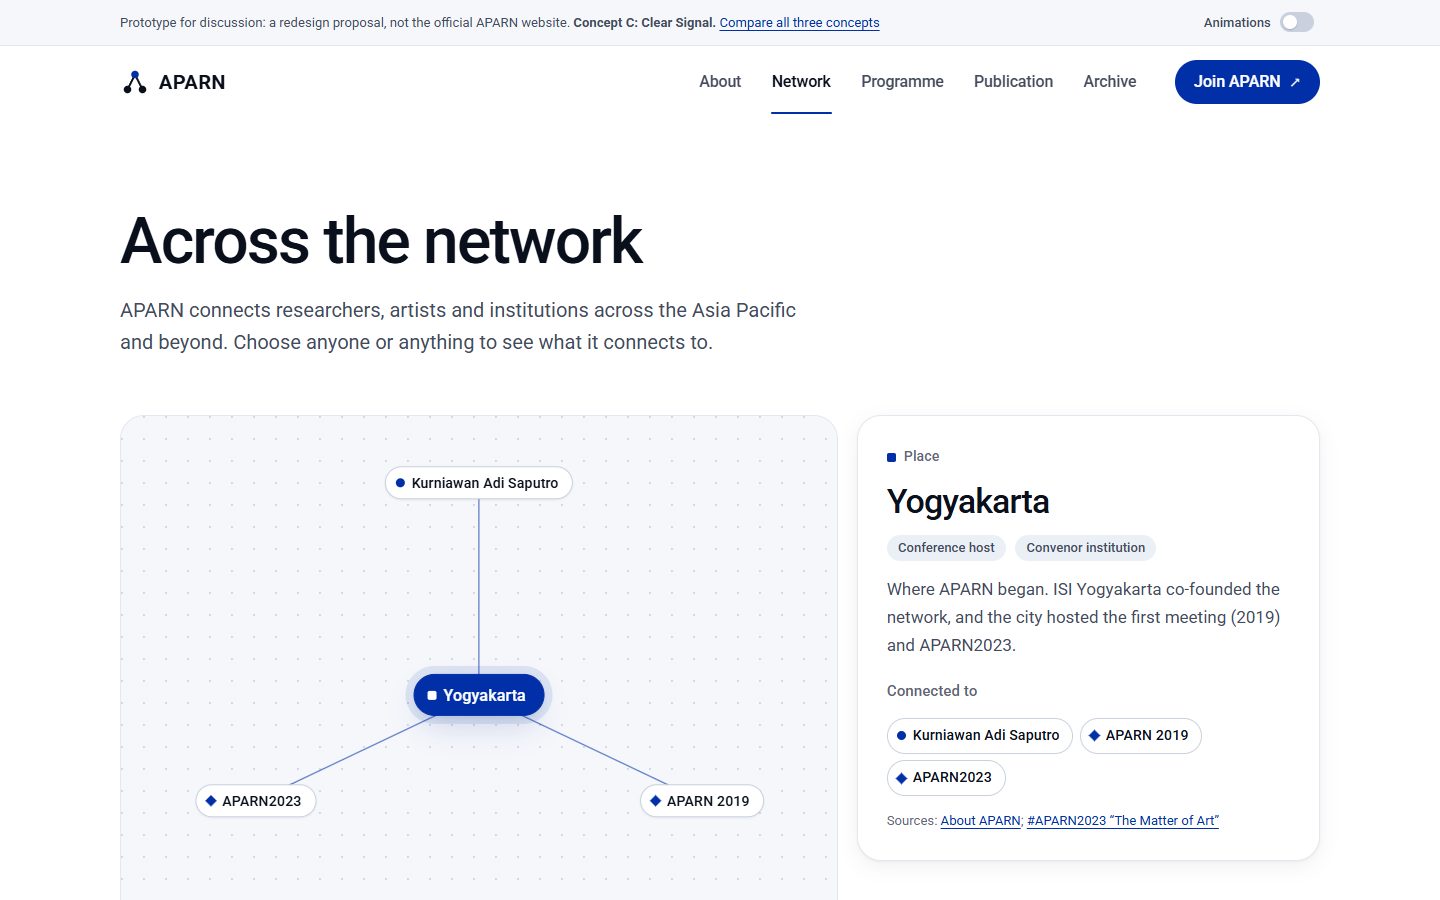 Prototype for discussion: a redesign proposal, not the official APARN website. Concept C: Clear Signal. Compare all three concepts
Animations
APARN
About
Network
Programme
Publication
Archive
Join APARN ↗
Across the network
APARN connects researchers, artists and institutions across the Asia Pacific
and beyond. Choose anyone or anything to see what it connects to.
Kurniawan Adi Saputro
Yogyakarta
APARN2023
APARN 2019
Place
Yogyakarta
Conference host
Convenor institution
Where APARN began. ISI Yogyakarta co-founded the
network, and the city hosted the first meeting (2019)
and APARN2023.
Connected to
Kurniawan Adi Saputro
APARN 2019
APARN2023
Sources: About APARN; #APARN2023 “The Matter of Art”